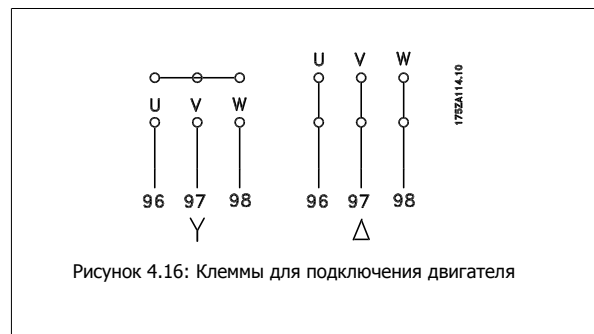 U V W
U V W
175ZA114.10
96 97 98
96 97 98
Y
Δ
Рисунок 4.16: Клеммы для подключения двигателя